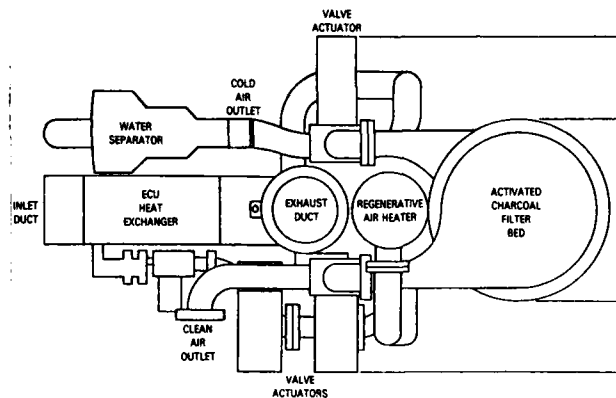 VALVE
ACTUATOR
COLD
AIR
OUTLET
WATER
SEPARATOR
INLET
DUCT
ECU
HEAT
EXCHANGER
EXHAUST
DUCT
REGENERATIVE
AIR HEATER
ACTIVATED
CHARCOAL
FILTER
BED
CLEAN
AIR
OUTLET
VALVE
ACTUATORS